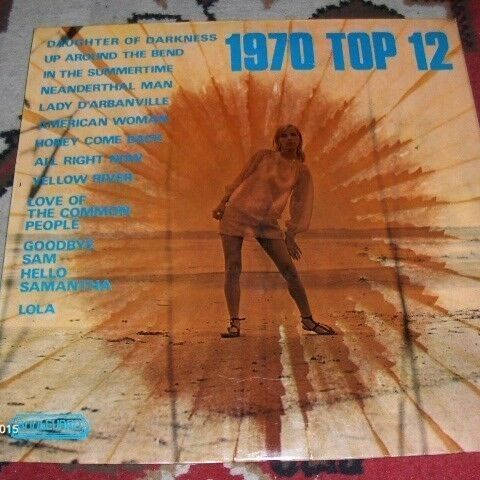 1970 TOP 12
DAUGHTER OF DARKNESS
UP AROUND THE BEND
IN THE SUMMERTIME
NEANDERTHAL MAN
LADY D'ARBANVILLE
AMERICAN WOMAN
HONEY COME BACK
ALL RIGHT NOW
YELLOW RIVER
LOVE OF
THE COMMON
PEOPLE
GOODBYE
SAM
HELLO
SAMANTHA
LOLA
015